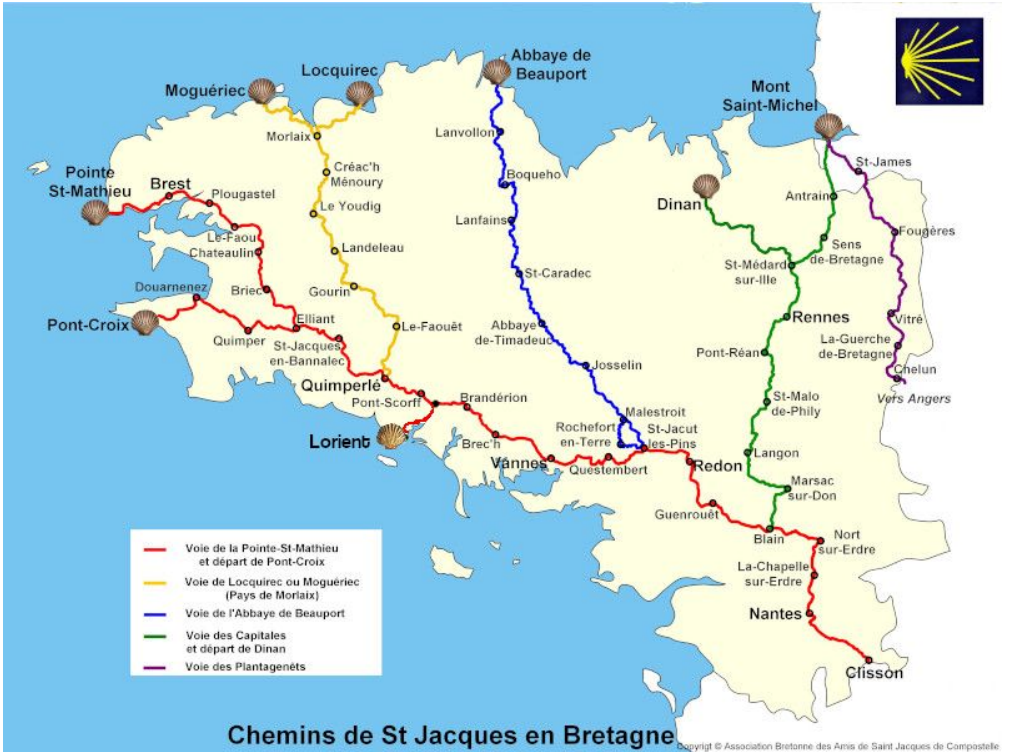 Abbaye de
Beauport
Locquirec
Moguériec
Mont
Saint-Michel
Morlaix
Lanvollon
St-James
Pointe
St-Mathieu
Brest
Plougastel
Créac'h
Ménoury
Boqueho
Dinan
Antrain
Le Youdig
Lanfains
Le-Faou
Chateaulin
Landeleau
Fougères
Sens
de-Bretagne
St-Médard
sur-Ille
St-Caradec
Douarnenez
Briec
Gourin
Pont-Croix
Elliant
Le-Faouêt
Rennes
Vitré
Quimper
St-Jacques
en-Bannalec
Abbaye
de-Timadeuc
La-Guerche
de-Bretagne
Pont-Réan
Josselin
Chelun
Vers Angers
Quimperlé
Pont-Scorff
Brandérion
St-Malo
de-Phily
Malestroit
Rochefort
en-Terre
St-Jacut
les-Pins
Lorient
Brec'h
Vannes
Questembert
Langon
Redon
Marsac
sur-Don
Guenrouêt
Blain
Nort
sur-Erdre
La-Chapelle
sur-Erdre
Nantes
Clisson
Voie de la Pointe-St-Mathieu
et départ de Pont-Croix
Voie de Locquirec ou Moguériec
(Pays de Morlaix)
Voie de l'Abbaye de Beauport
Voie des Capitales
et départ de Dinan
Voie des Plantagenêts
Chemins de St Jacques en Bretagne
Copyrigt © Association Bretonne des Amis de Saint Jacques de Compostelle